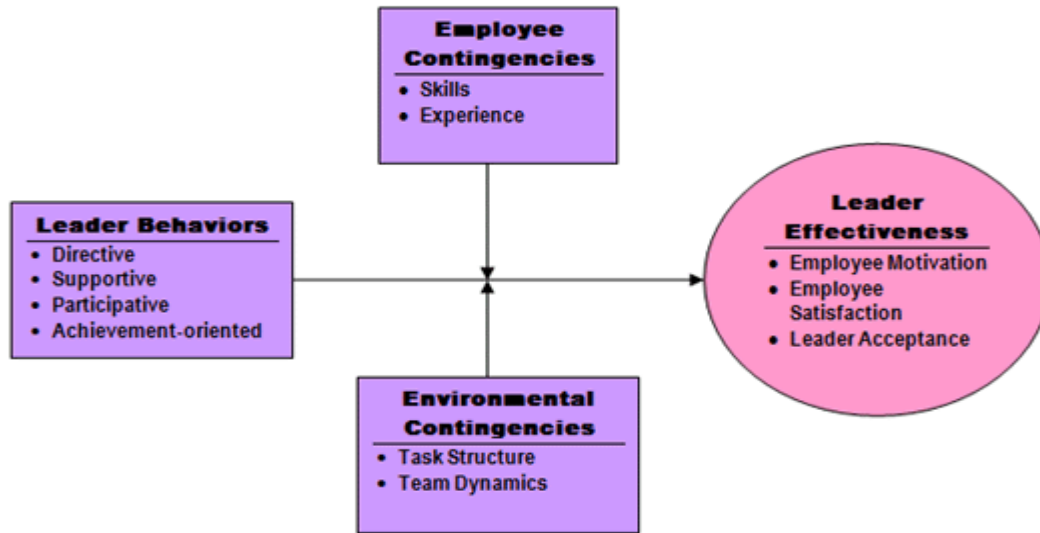 Employee
Contingencies
• Skills
• Experience
Leader Behaviors
• Directive
• Supportive
• Participative
• Achievement-oriented
Leader
Effectiveness
• Employee Motivation
• Employee
Satisfaction
• Leader Acceptance
Environmental
Contingencies
• Task Structure
• Team Dynamics